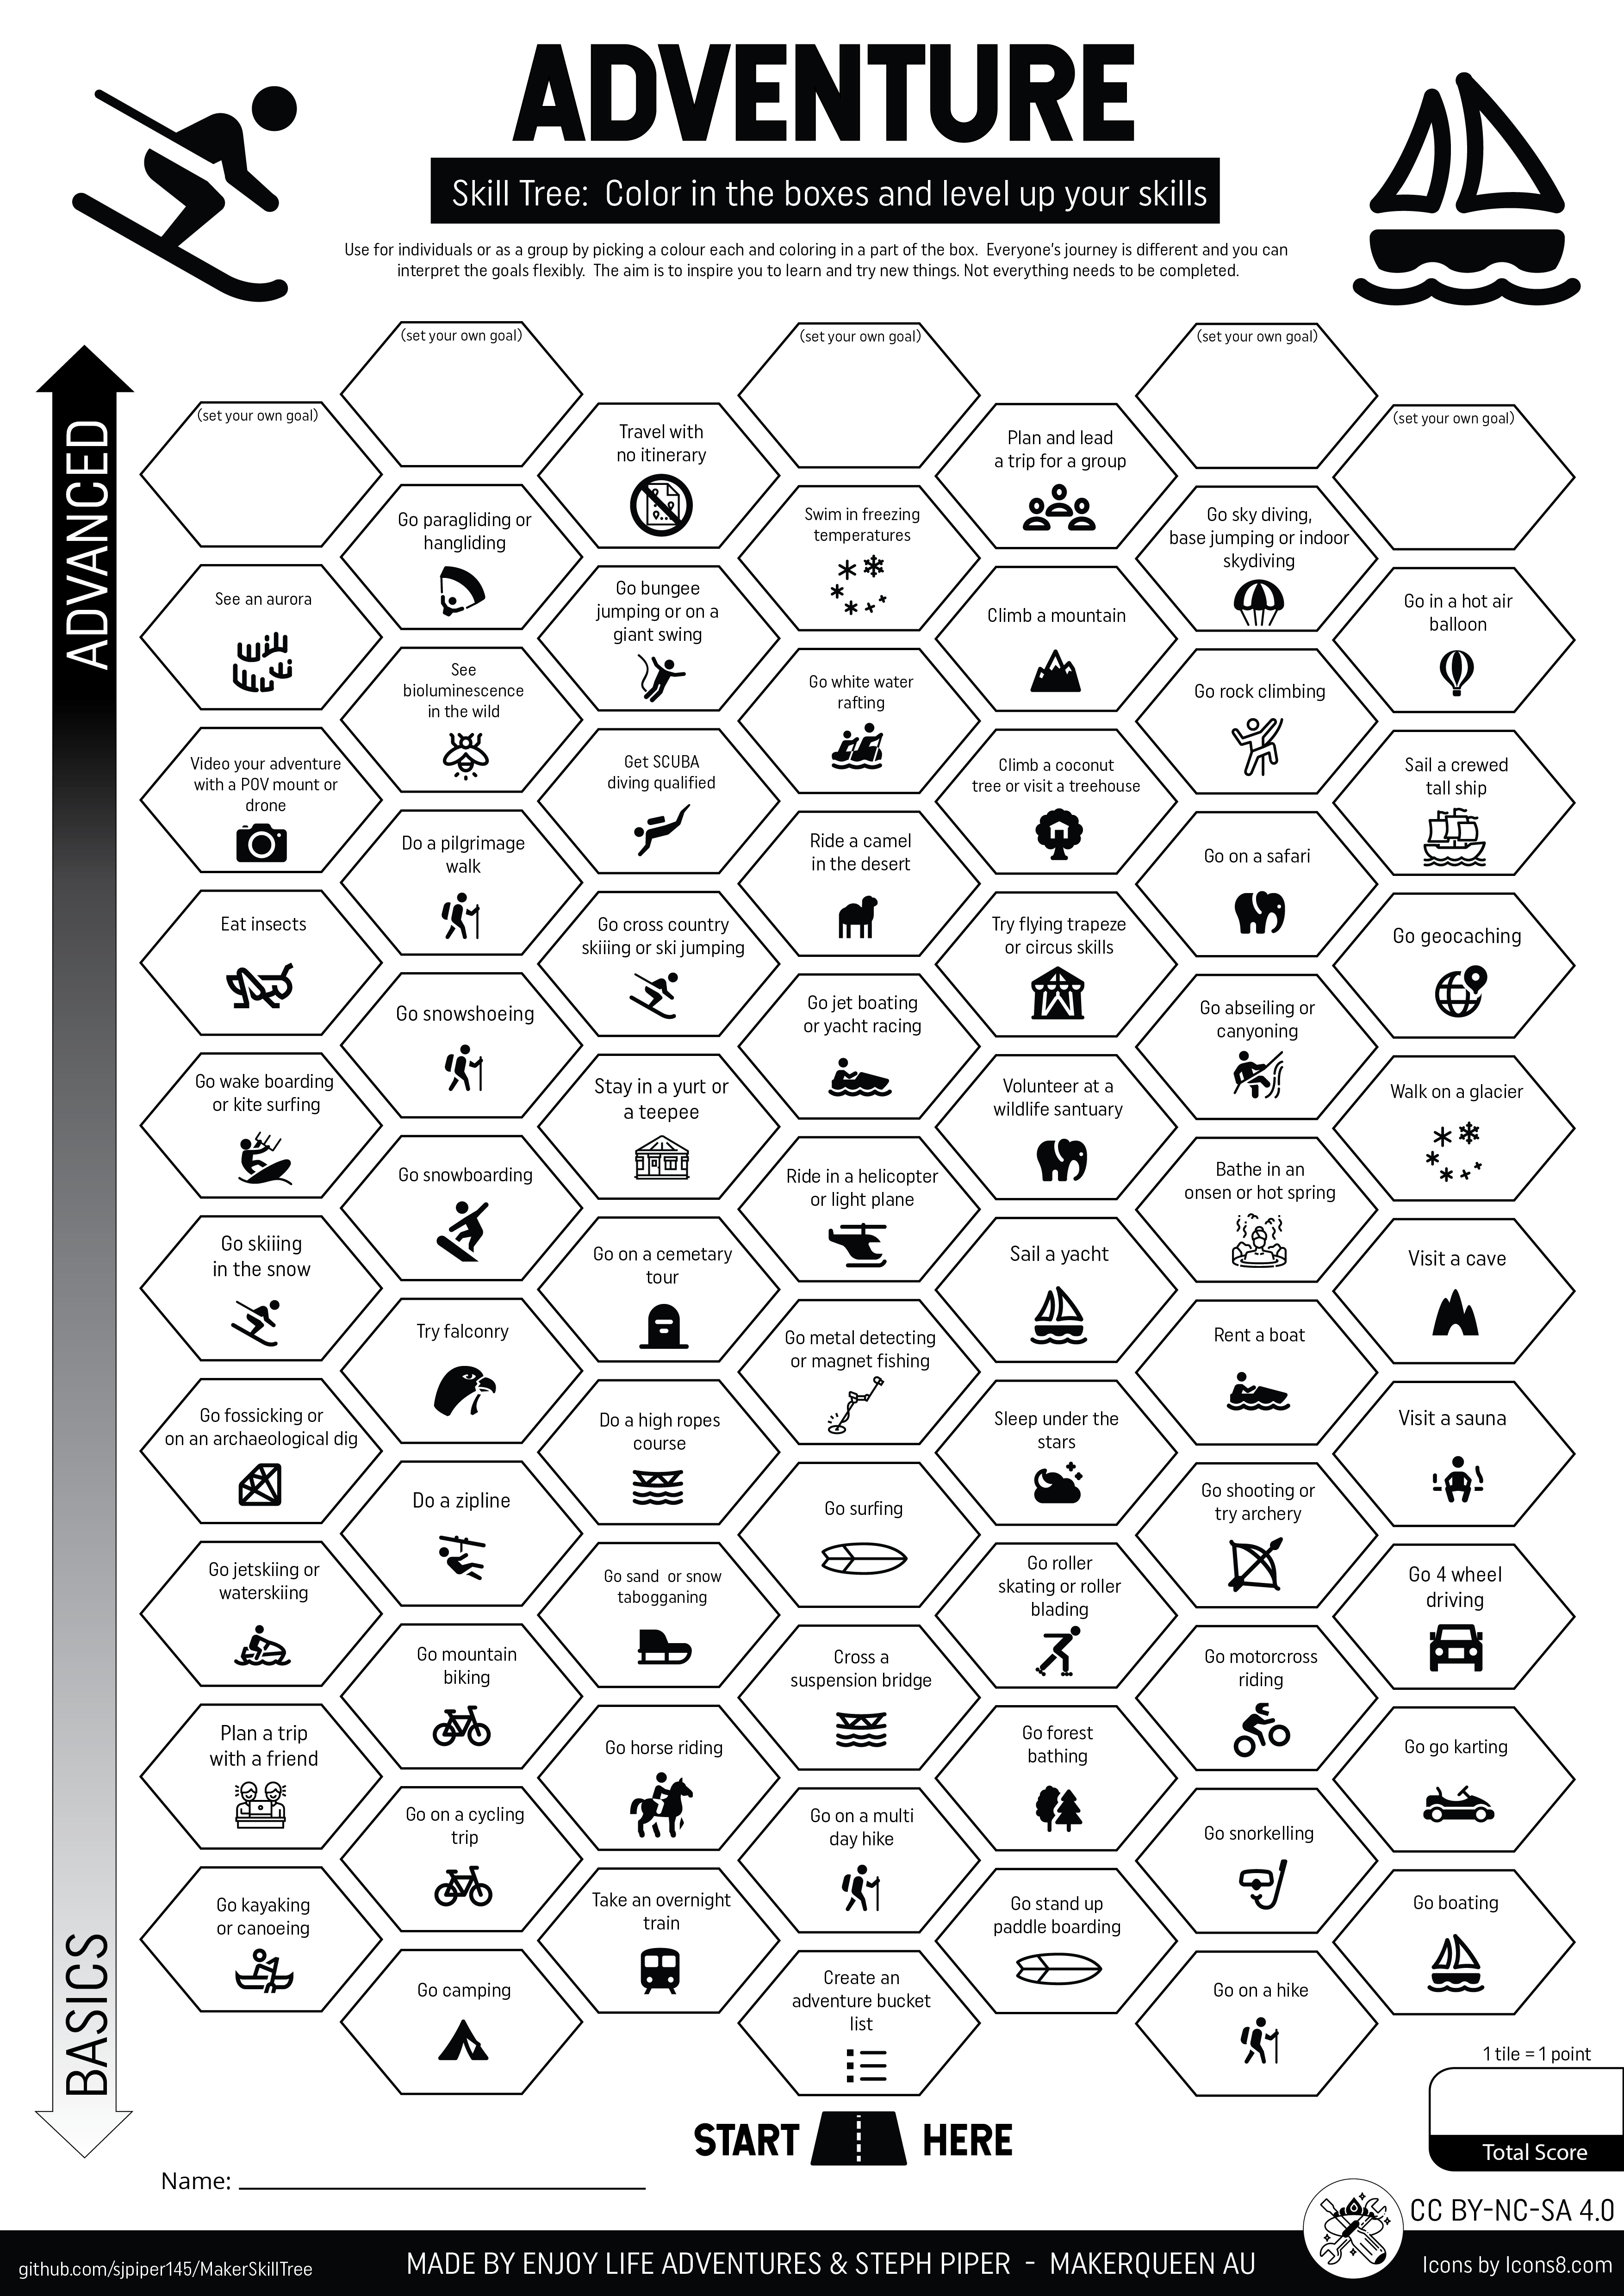 ADVENTURE
Skill Tree:  Color in the boxes and level up your skills
Use for individuals or as a group by picking a colour each and coloring in a part of the box.  Everyone's journey is different and you can
interpret the goals flexibly.  The aim is to inspire you to learn and try new things. Not everything needs to be completed.
ADVANCED
BASICS
(set your own goal)
(set your own goal)
(set your own goal)
(set your own goal)
(set your own goal)
Travel with
no itinerary
Plan and lead
a trip for a group
Go paragliding or
hangliding
Swim in freezing
temperatures
Go sky diving,
base jumping or indoor
skydiving
See an aurora
Go bungee
jumping or on a
giant swing
Climb a mountain
Go in a hot air
balloon
See
bioluminescence
in the wild
Go white water
rafting
Go rock climbing
Video your adventure
with a POV mount or
drone
Get SCUBA
diving qualified
Climb a coconut
tree or visit a treehouse
Sail a crewed
tall ship
Do a pilgrimage
walk
Ride a camel
in the desert
Go on a safari
Eat insects
Go cross country
skiiing or ski jumping
Try flying trapeze
or circus skills
Go geocaching
Go snowshoeing
Go jet boating
or yacht racing
Go abseiling or
canyoning
Go wake boarding
or kite surfing
Stay in a yurt or
a teepee
Volunteer at a
wildlife santuary
Walk on a glacier
Go snowboarding
Ride in a helicopter
or light plane
Bathe in an
onsen or hot spring
Go skiiing
in the snow
Go on a cemetary
tour
Sail a yacht
Visit a cave
Try falconry
Go metal detecting
or magnet fishing
Rent a boat
Go fossicking or
on an archaeological dig
Do a high ropes
course
Sleep under the
stars
Visit a sauna
Do a zipline
Go surfing
Go shooting or
try archery
Go jetskiing or
waterskiing
Go sand  or snow
tabogganing
Go roller
skating or roller
blading
Go 4 wheel
driving
Go mountain
biking
Cross a
suspension bridge
Go motorcross
riding
Plan a trip
with a friend
Go horse riding
Go forest
bathing
Go go karting
Go on a cycling
trip
Go on a multi
day hike
Go snorkelling
Go kayaking
or canoeing
Take an overnight
train
Go stand up
paddle boarding
Go boating
Go camping
Create an
adventure bucket
list
Go on a hike
1 tile = 1 point
Total Score
START HERE
Name:
CC BY-NC-SA 4.0
github.com/sjpiper145/MakerSkillTree
MADE BY ENJOY LIFE ADVENTURES & STEPH PIPER  -  MAKERQUEEN AU
Icons by Icons8.com